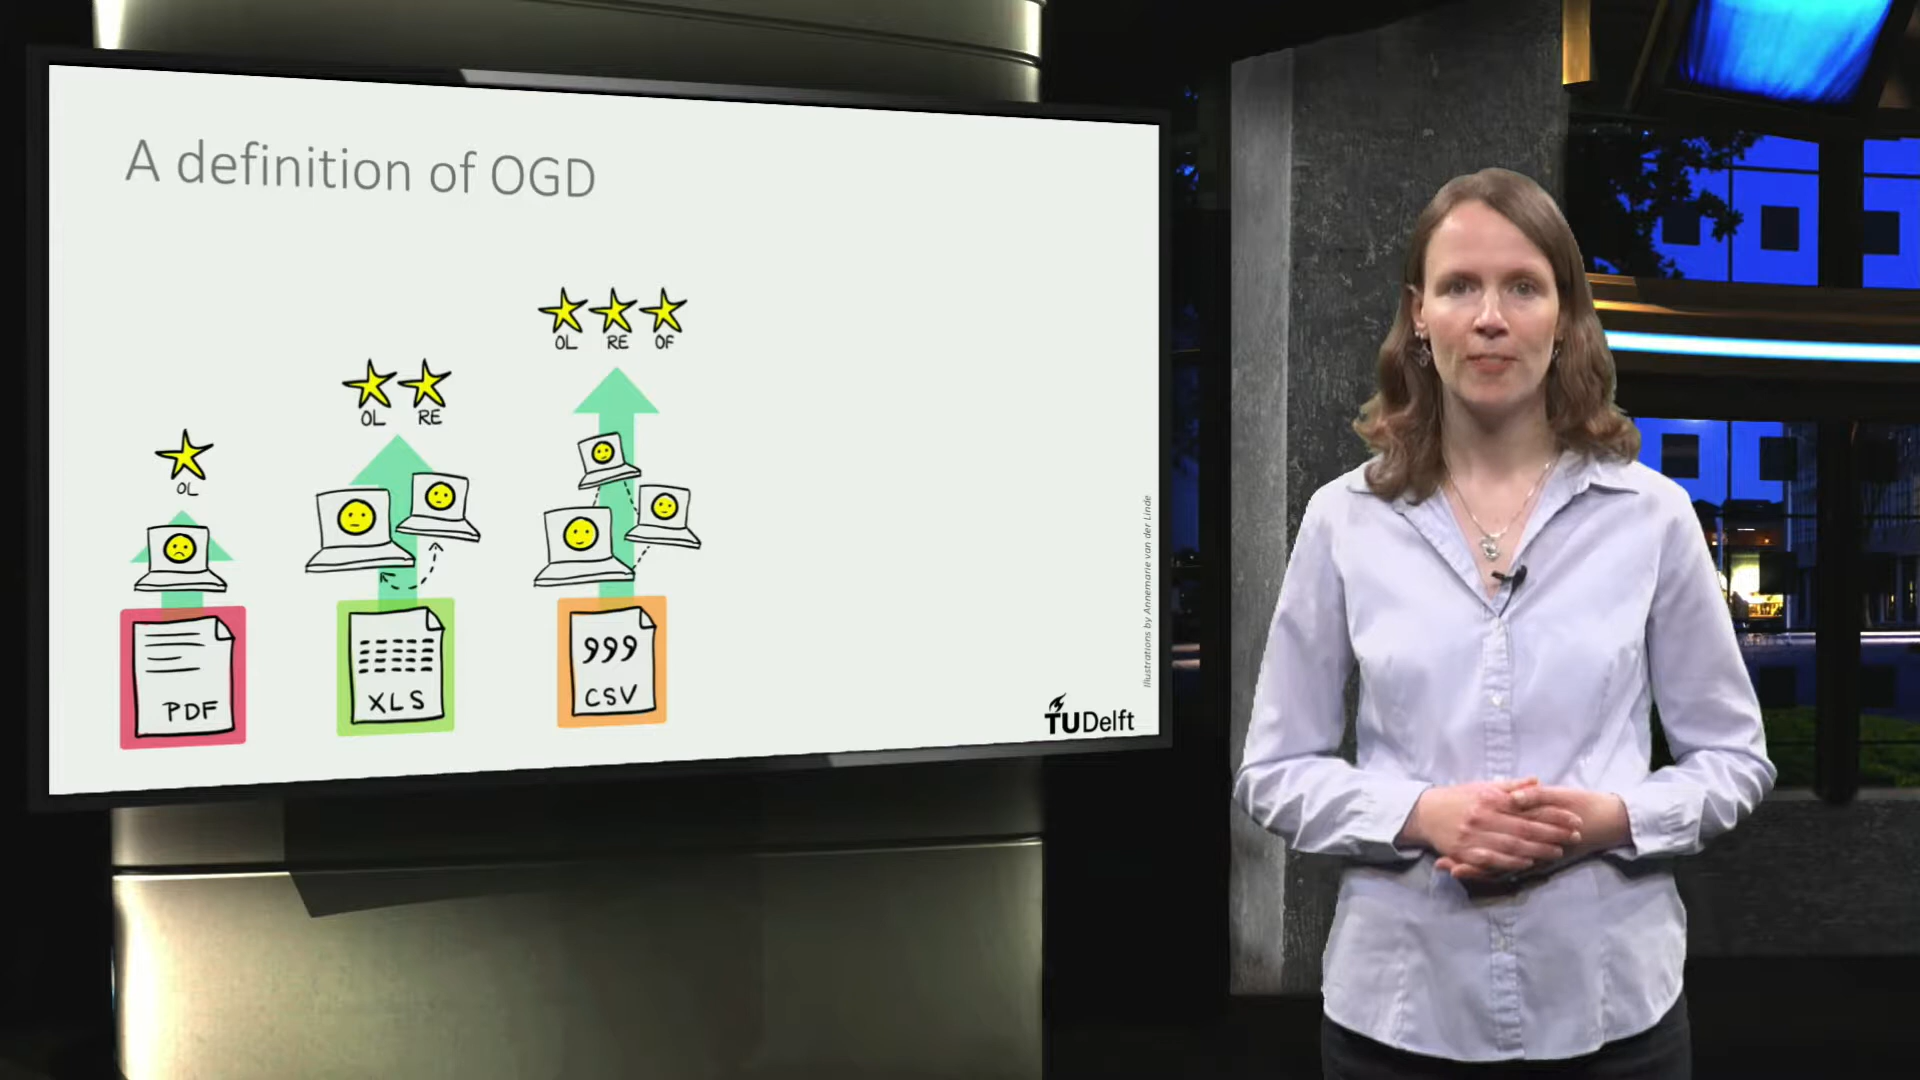 A definition of OGD
OL RE OF
OL RE
OL
PDF
XLS
999
CSV
Illustrations by Annemarie van der Linde
TUDelft